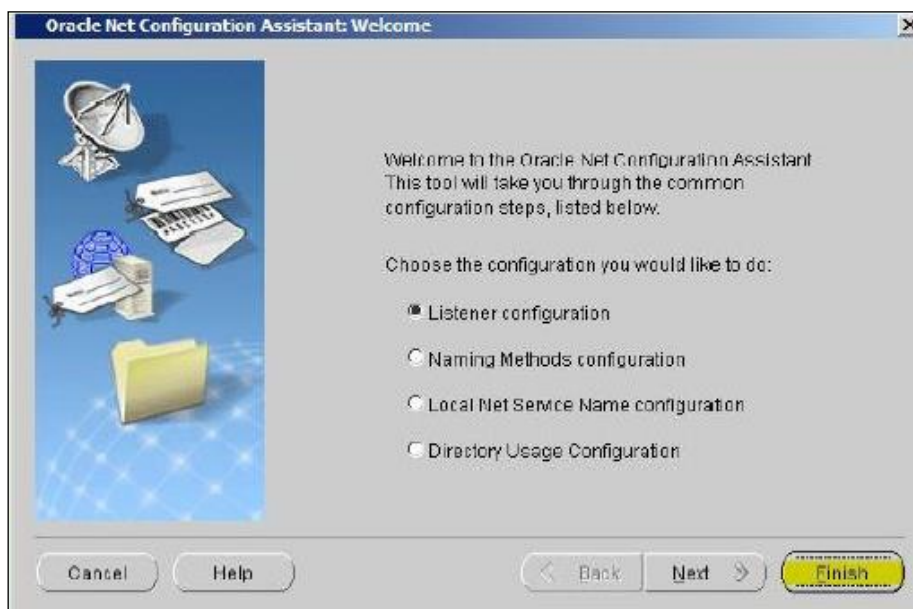 Oracle Net Configuration Assistant: Welcome
Welcome to the Oracle Net Configuration Assistant
This tool will take you through the common
configuration steps, listed below.
Choose the configuration you would like to do:
Listener configuration
Naming Methods configuration
Local Net Service Name configuration
Directory Usage Configuration
Cancel
Help
Back
Next
Finish